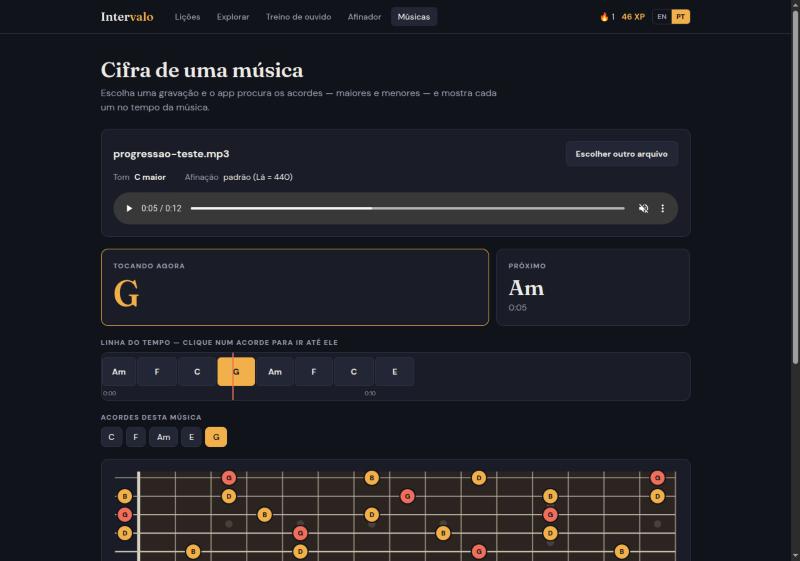 Intervalo Lições Explorar Treino de ouvido Afinador Músicas 🔥 1 46 XP EN PT
Cifra de uma música
Escolha uma gravação e o app procura os acordes — maiores e menores — e mostra cada
um no tempo da música.
progressao-teste.mp3 Escolher outro arquivo
Tom C maior Afinação padrão (Lá = 440)
0:05 / 0:12
TOCANDO AGORA
G
PRÓXIMO
Am
0:05
LINHA DO TEMPO — CLIQUE NUM ACORDE PARA IR ATÉ ELE
Am F C G Am F C E
0:00 0:10
ACORDES DESTA MÚSICA
C F Am E G
G B D G
B D G B D
G B D G
D G B D
B D G B